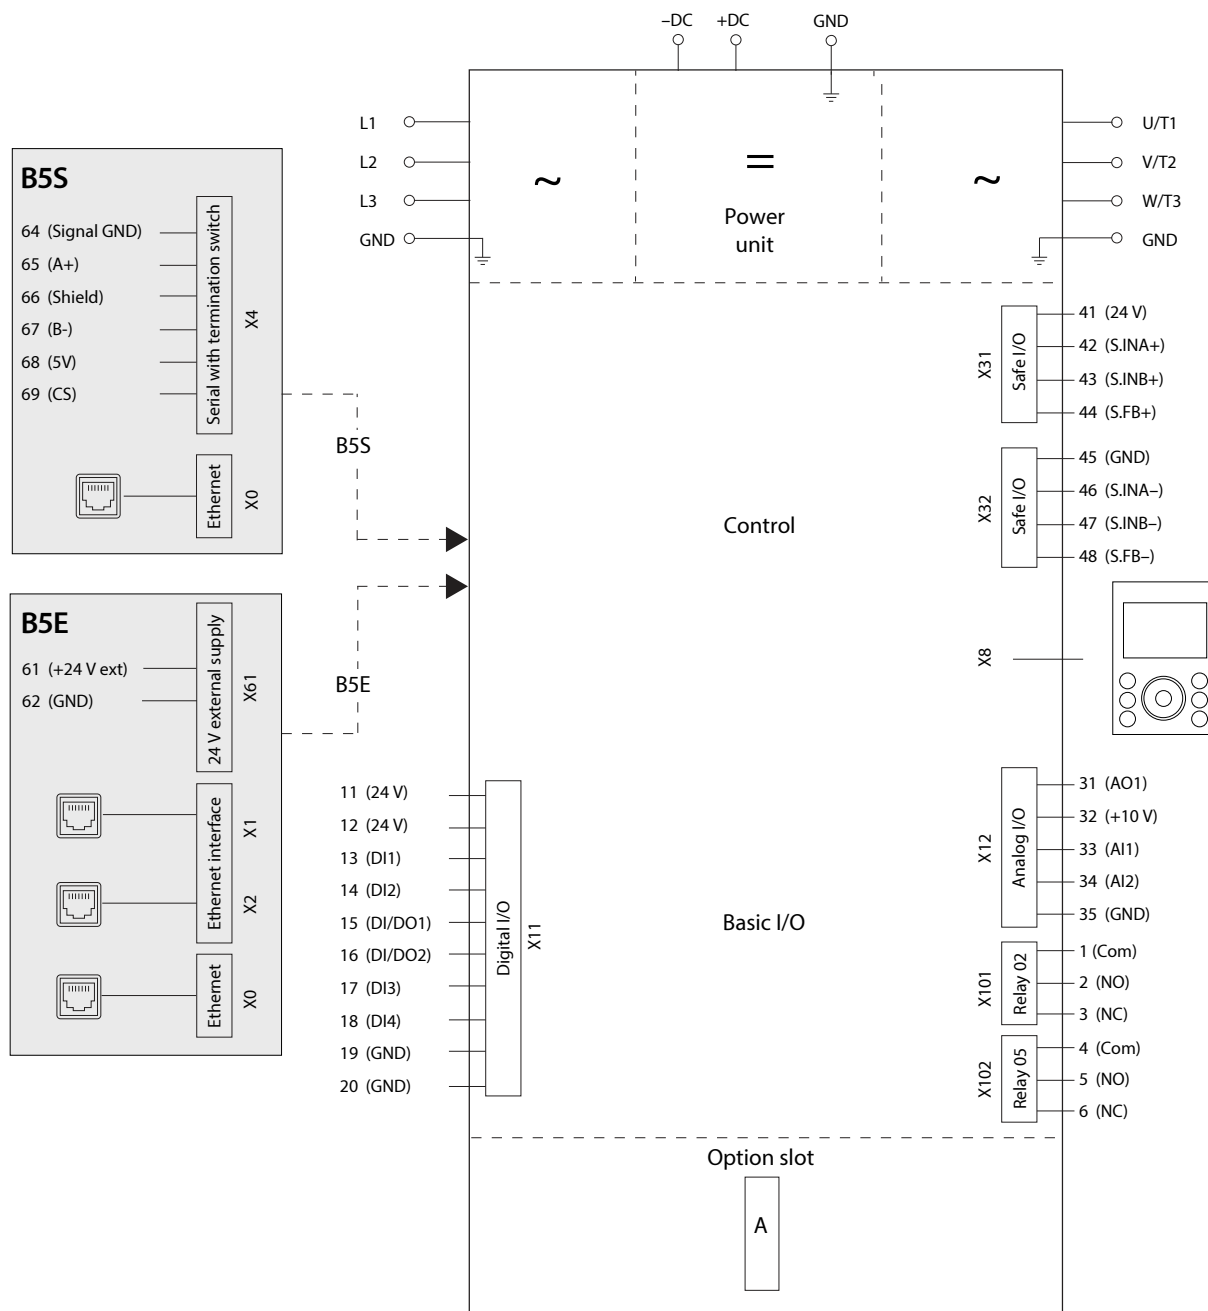 –DC
+DC
GND
L1
L2
L3
GND
~
=
~
Power
unit
U/T1
V/T2
W/T3
GND
B5S
64 (Signal GND)
65 (A+)
66 (Shield)
67 (B-)
68 (5V)
69 (CS)
Serial with termination switch
X4
Ethernet
X0
B5S
B5E
61 (+24 V ext)
62 (GND)
24 V external supply
X61
Ethernet interface
X1
X2
Ethernet
X0
B5E
Control
X31
Safe I/O
41 (24 V)
42 (S.INA+)
43 (S.INB+)
44 (S.FB+)
X32
Safe I/O
45 (GND)
46 (S.INA–)
47 (S.INB–)
48 (S.FB–)
X8
11 (24 V)
12 (24 V)
13 (DI1)
14 (DI2)
15 (DI/DO1)
16 (DI/DO2)
17 (DI3)
18 (DI4)
19 (GND)
20 (GND)
Digital I/O
X11
Basic I/O
X12
Analog I/O
31 (AO1)
32 (+10 V)
33 (AI1)
34 (AI2)
35 (GND)
X101
Relay 02
1 (Com)
2 (NO)
3 (NC)
X102
Relay 05
4 (Com)
5 (NO)
6 (NC)
Option slot
A